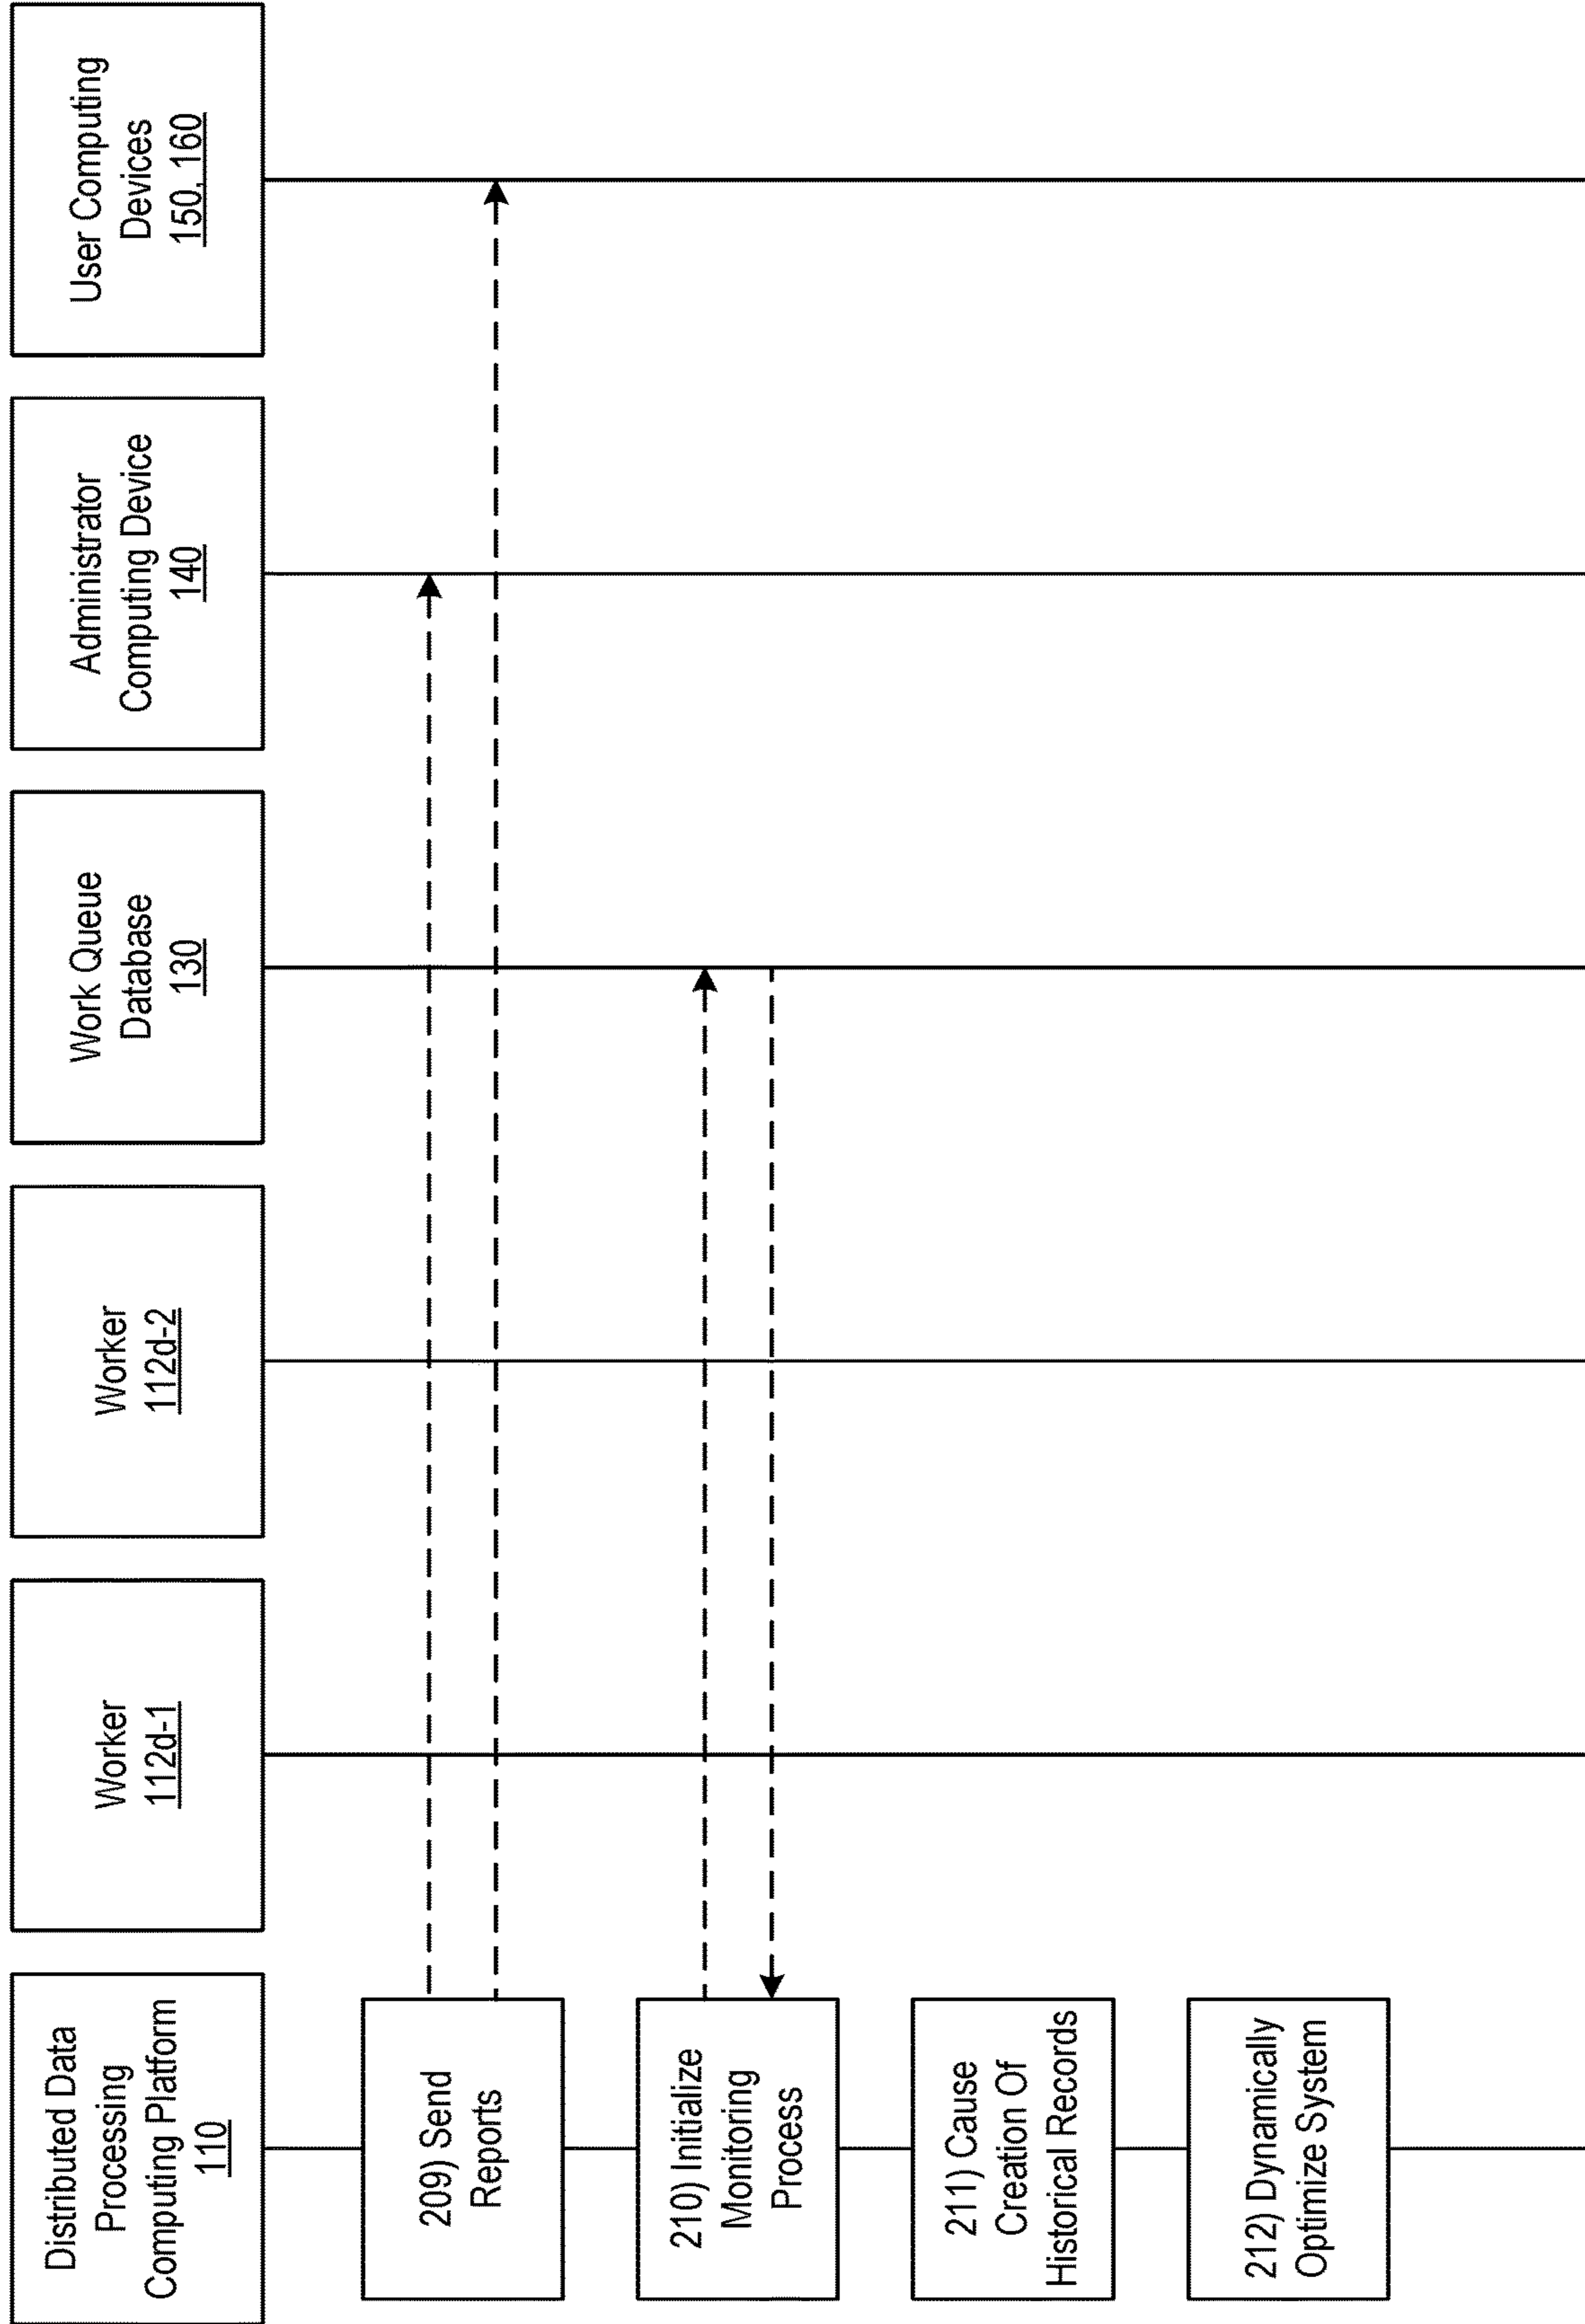 Distributed Data
Processing
Computing Platform
110
Worker
112d-1
Worker
112d-2
Work Queue
Database
130
Administrator
Computing Device
140
User Computing
Devices
150, 160
209) Send
Reports
210) Initialize
Monitoring
Process
211) Cause
Creation Of
Historical Records
212) Dynamically
Optimize System